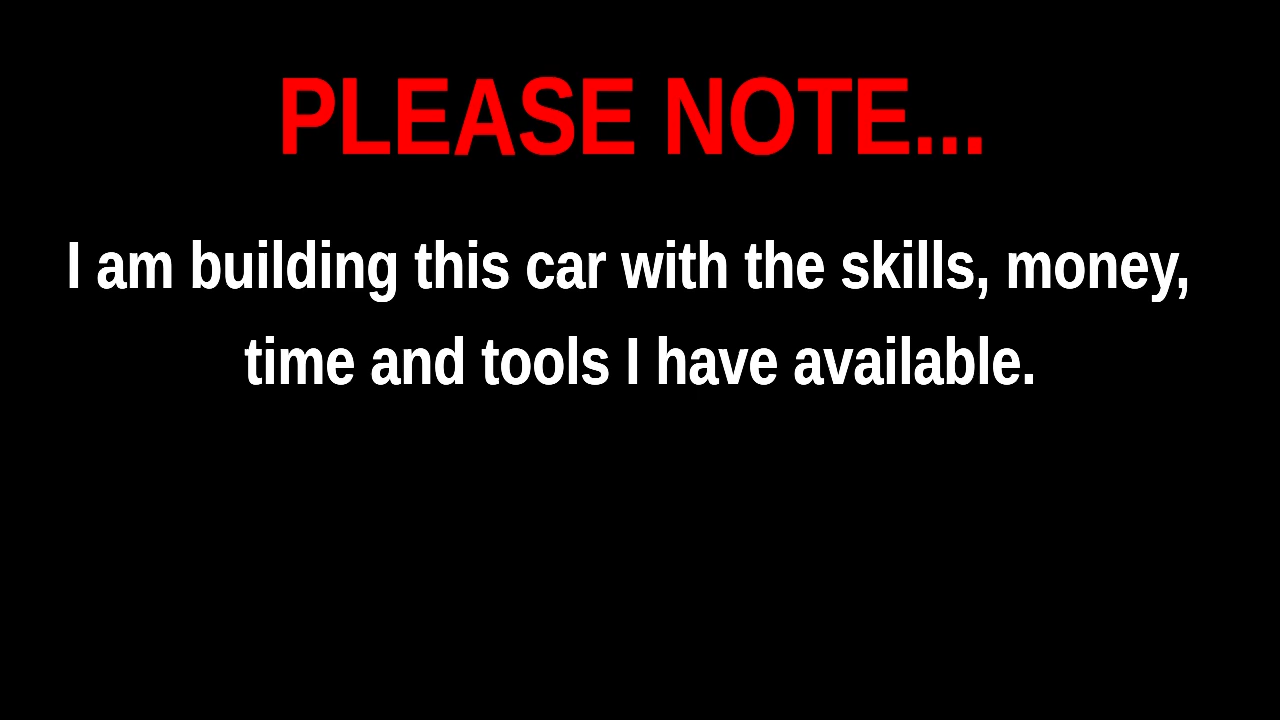 PLEASE NOTE...
I am building this car with the skills, money,
time and tools I have available.